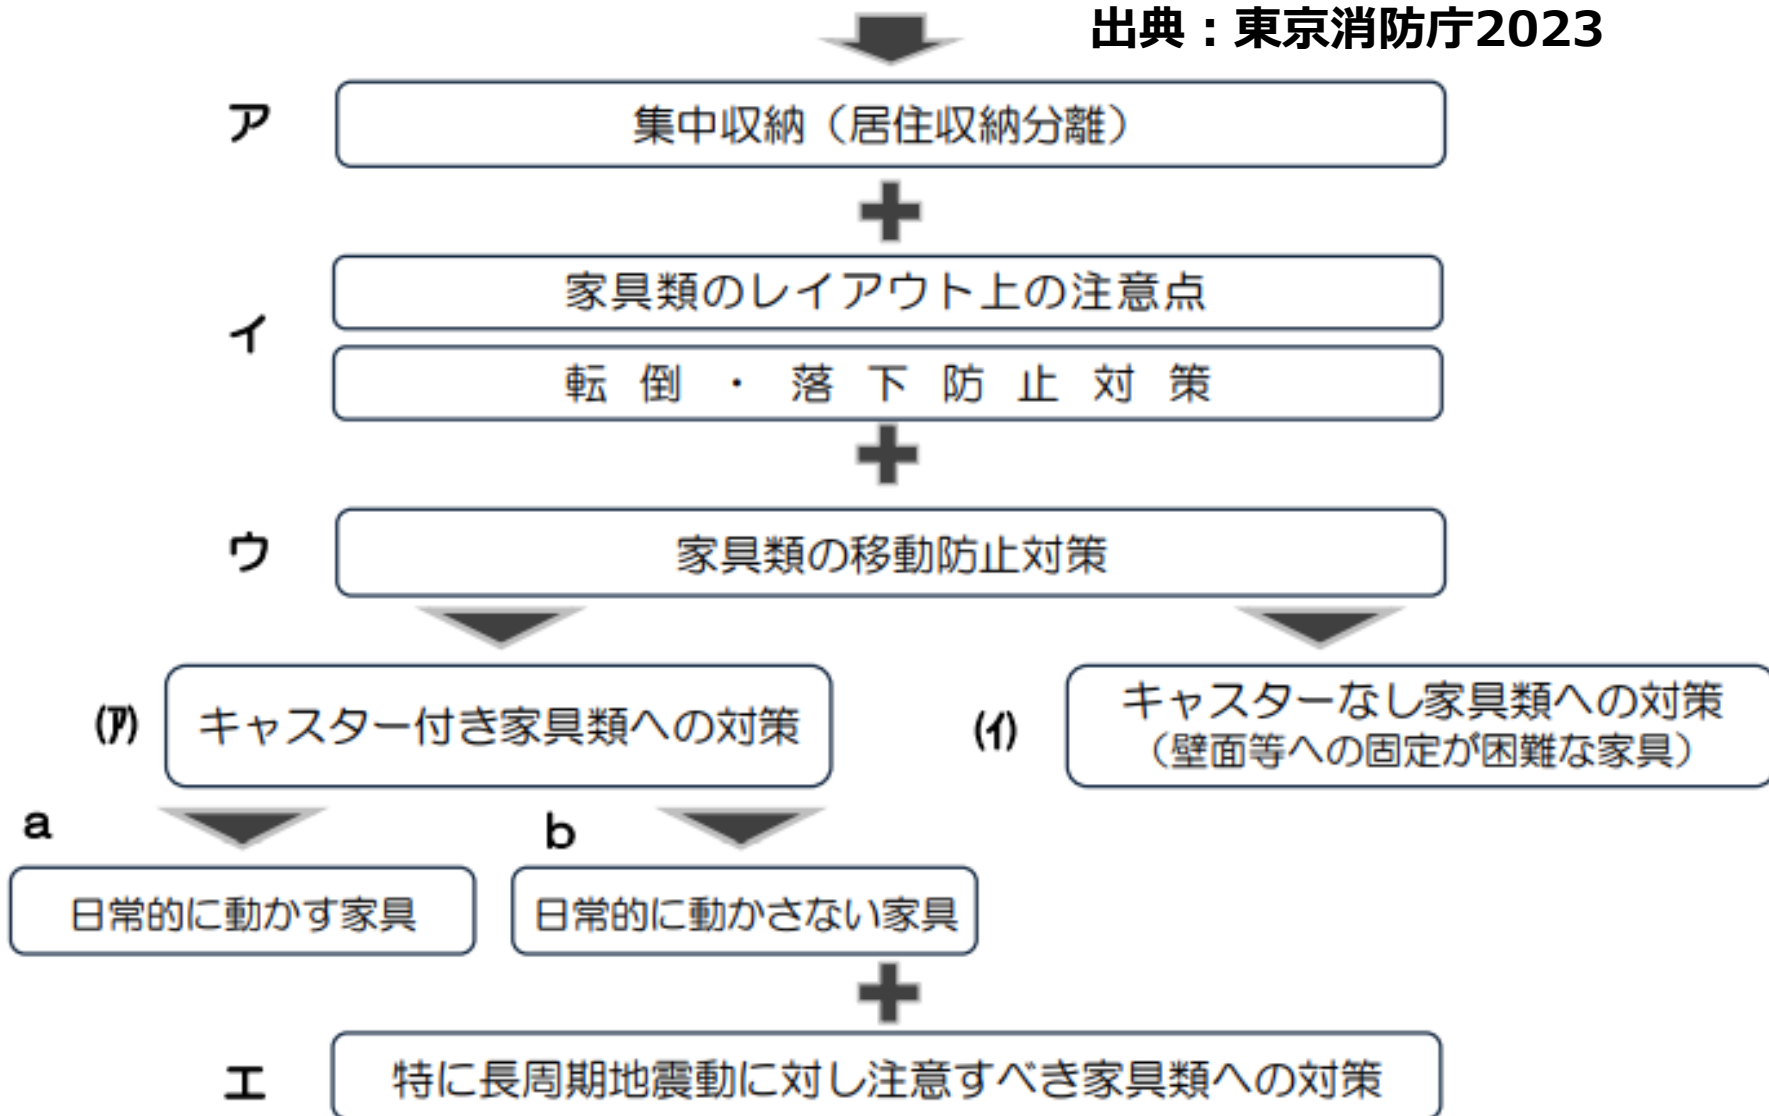 出典：東京消防庁2023
ア
集中収納（居住収納分離）
イ
家具類のレイアウト上の注意点
転倒・落下防止対策
ウ
家具類の移動防止対策
(ｱ)
キャスター付き家具類への対策
(ｲ)
キャスターなし家具類への対策
（壁面等への固定が困難な家具）
a
日常的に動かす家具
b
日常的に動かさない家具
エ
特に長周期地震動に対し注意すべき家具類への対策